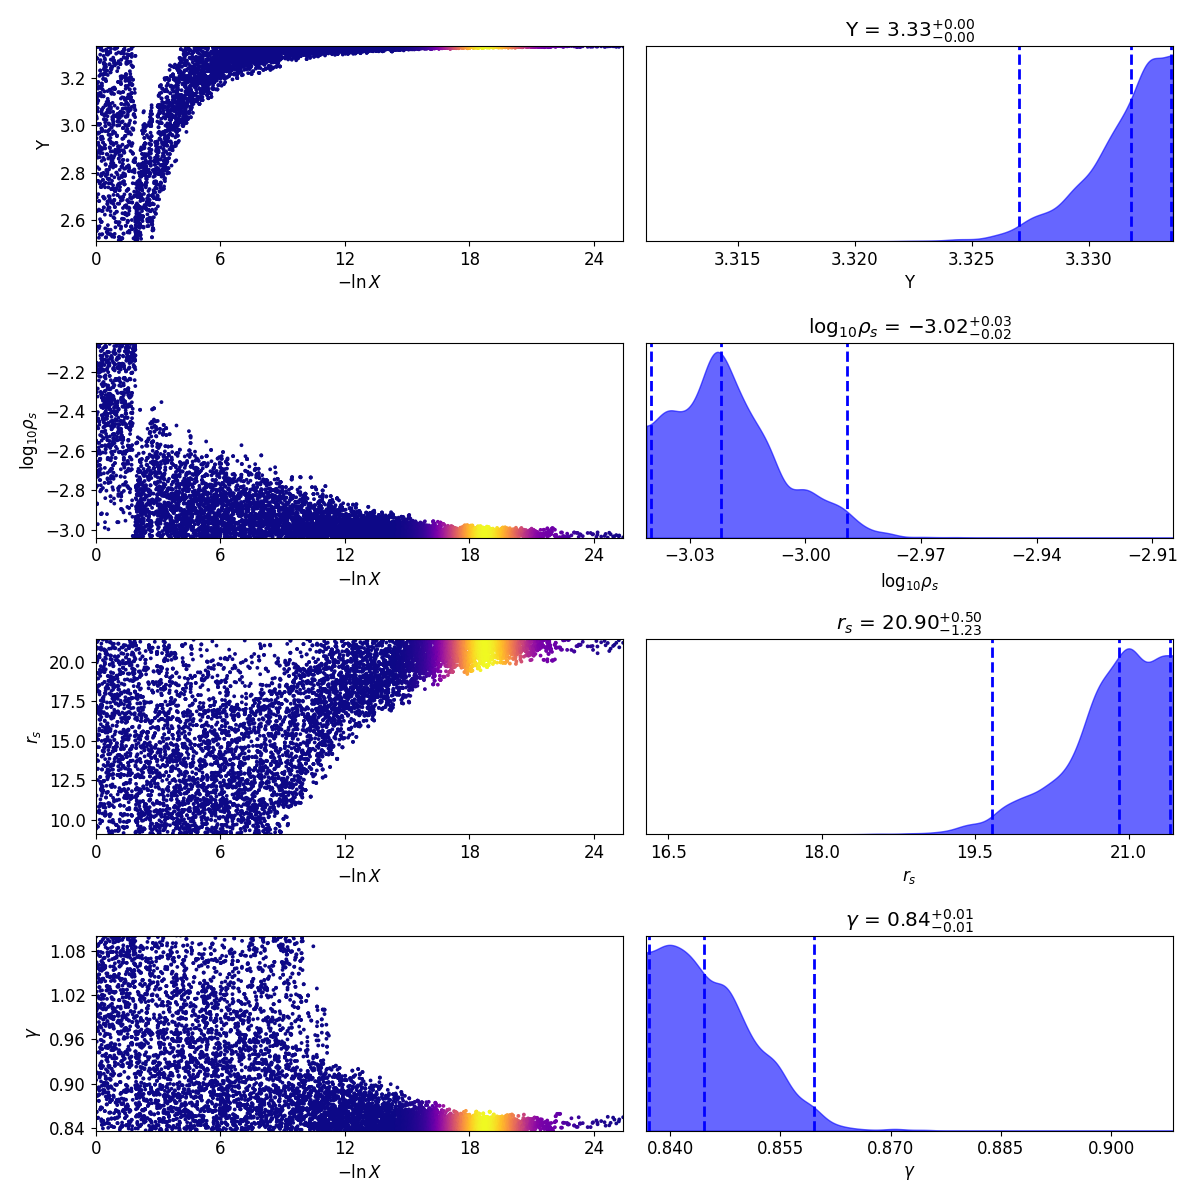 Y = 3.33 +0.00 −0.00
3.2
3.0
2.8
2.6
Y
0 6 12 18 24
−ln X
3.315 3.320 3.325 3.330
Y
log₁₀ρₛ = −3.02 +0.03 −0.02
−2.2
−2.4
−2.6
−2.8
−3.0
log₁₀ρₛ
0 6 12 18 24
−ln X
−3.03 −3.00 −2.97 −2.94 −2.91
log₁₀ρₛ
rₛ = 20.90 +0.50 −1.23
20.0
17.5
15.0
12.5
10.0
rₛ
0 6 12 18 24
−ln X
16.5 18.0 19.5 21.0
rₛ
γ = 0.84 +0.01 −0.01
1.08
1.02
0.96
0.90
0.84
γ
0 6 12 18 24
−ln X
0.840 0.855 0.870 0.885 0.900
γ